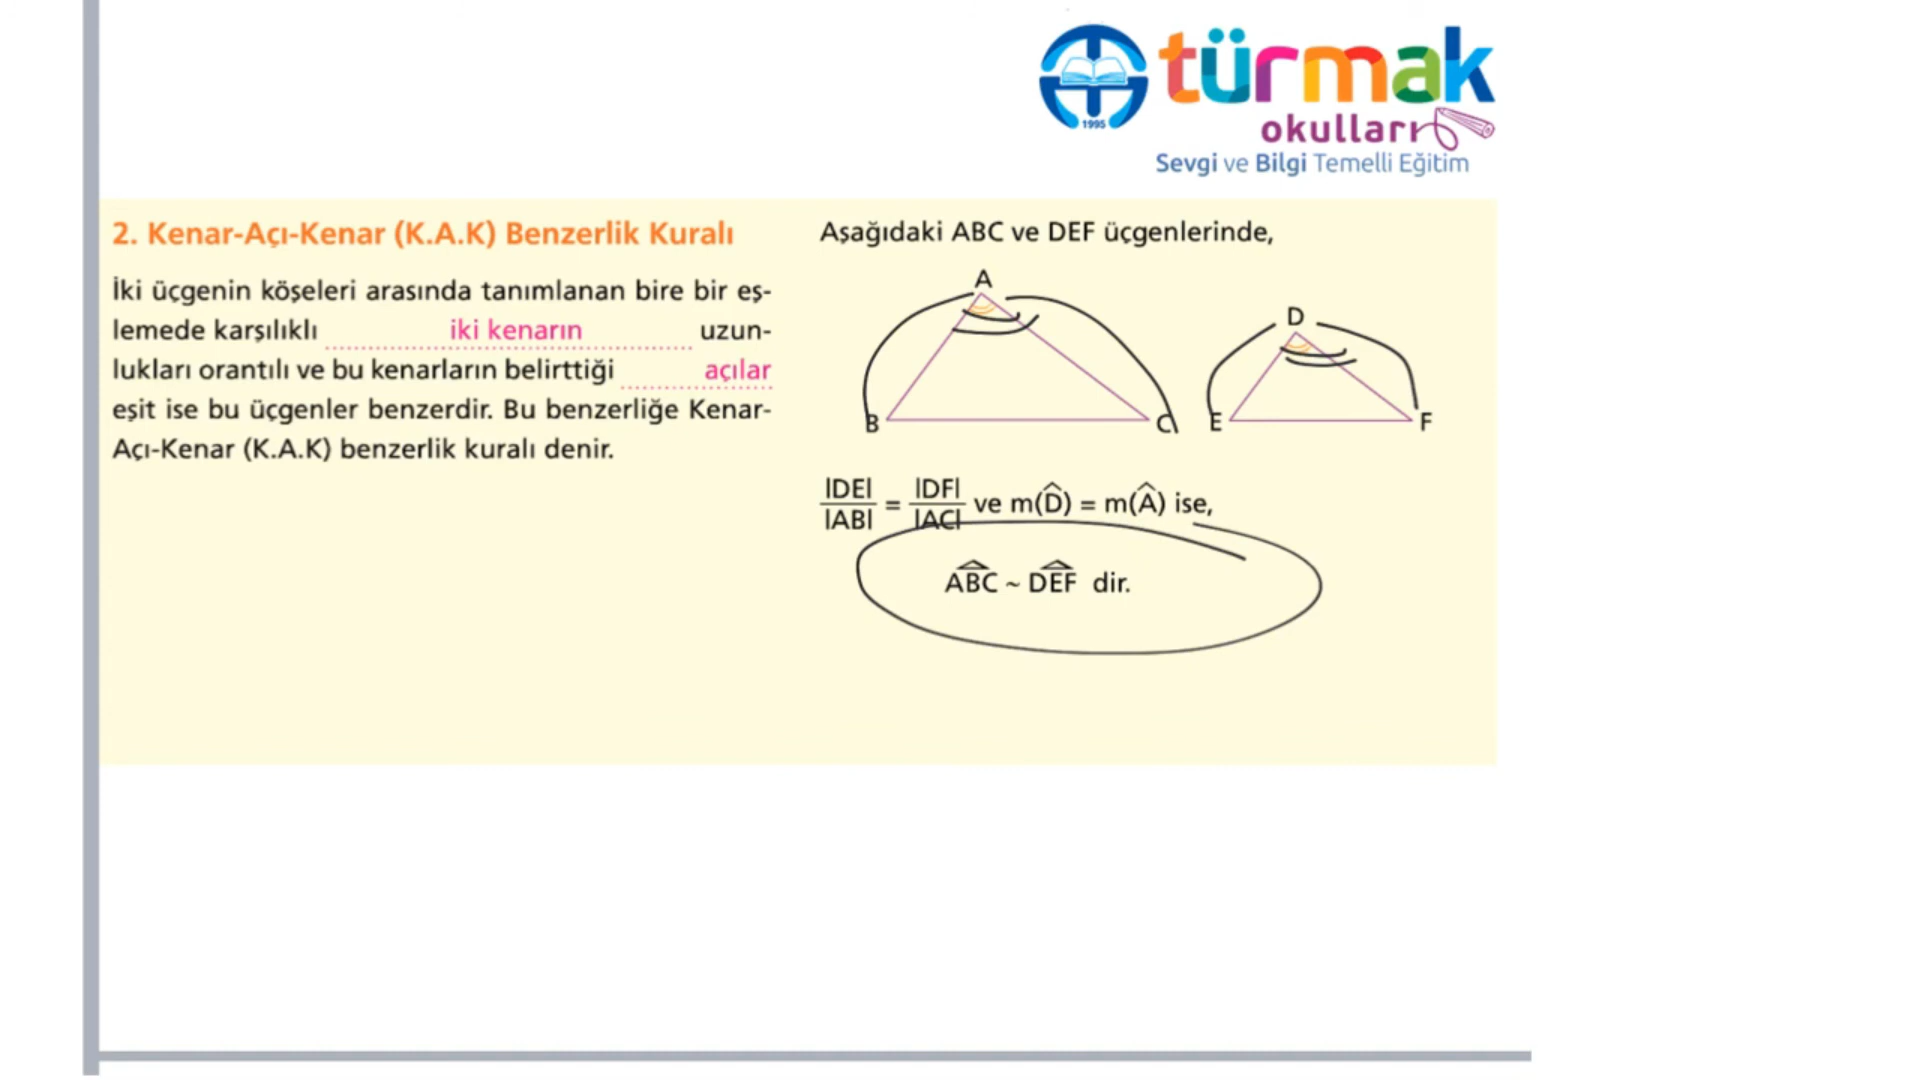 1995
türmak
okulları
Sevgi ve Bilgi Temelli Eğitim
2. Kenar-Açı-Kenar (K.A.K) Benzerlik Kuralı
İki üçgenin köşeleri arasında tanımlanan bire bir eş-
lemede karşılıklı iki kenarın uzun-
lukları orantılı ve bu kenarların belirttiği açılar
eşit ise bu üçgenler benzerdir. Bu benzerliğe Kenar-
Açı-Kenar (K.A.K) benzerlik kuralı denir.
Aşağıdaki ABC ve DEF üçgenlerinde,
A
B
C
D
E
F
|DE|/|AB| = |DF|/|AC| ve m(D̂) = m(Â) ise,
ABC ~ DEF dir.